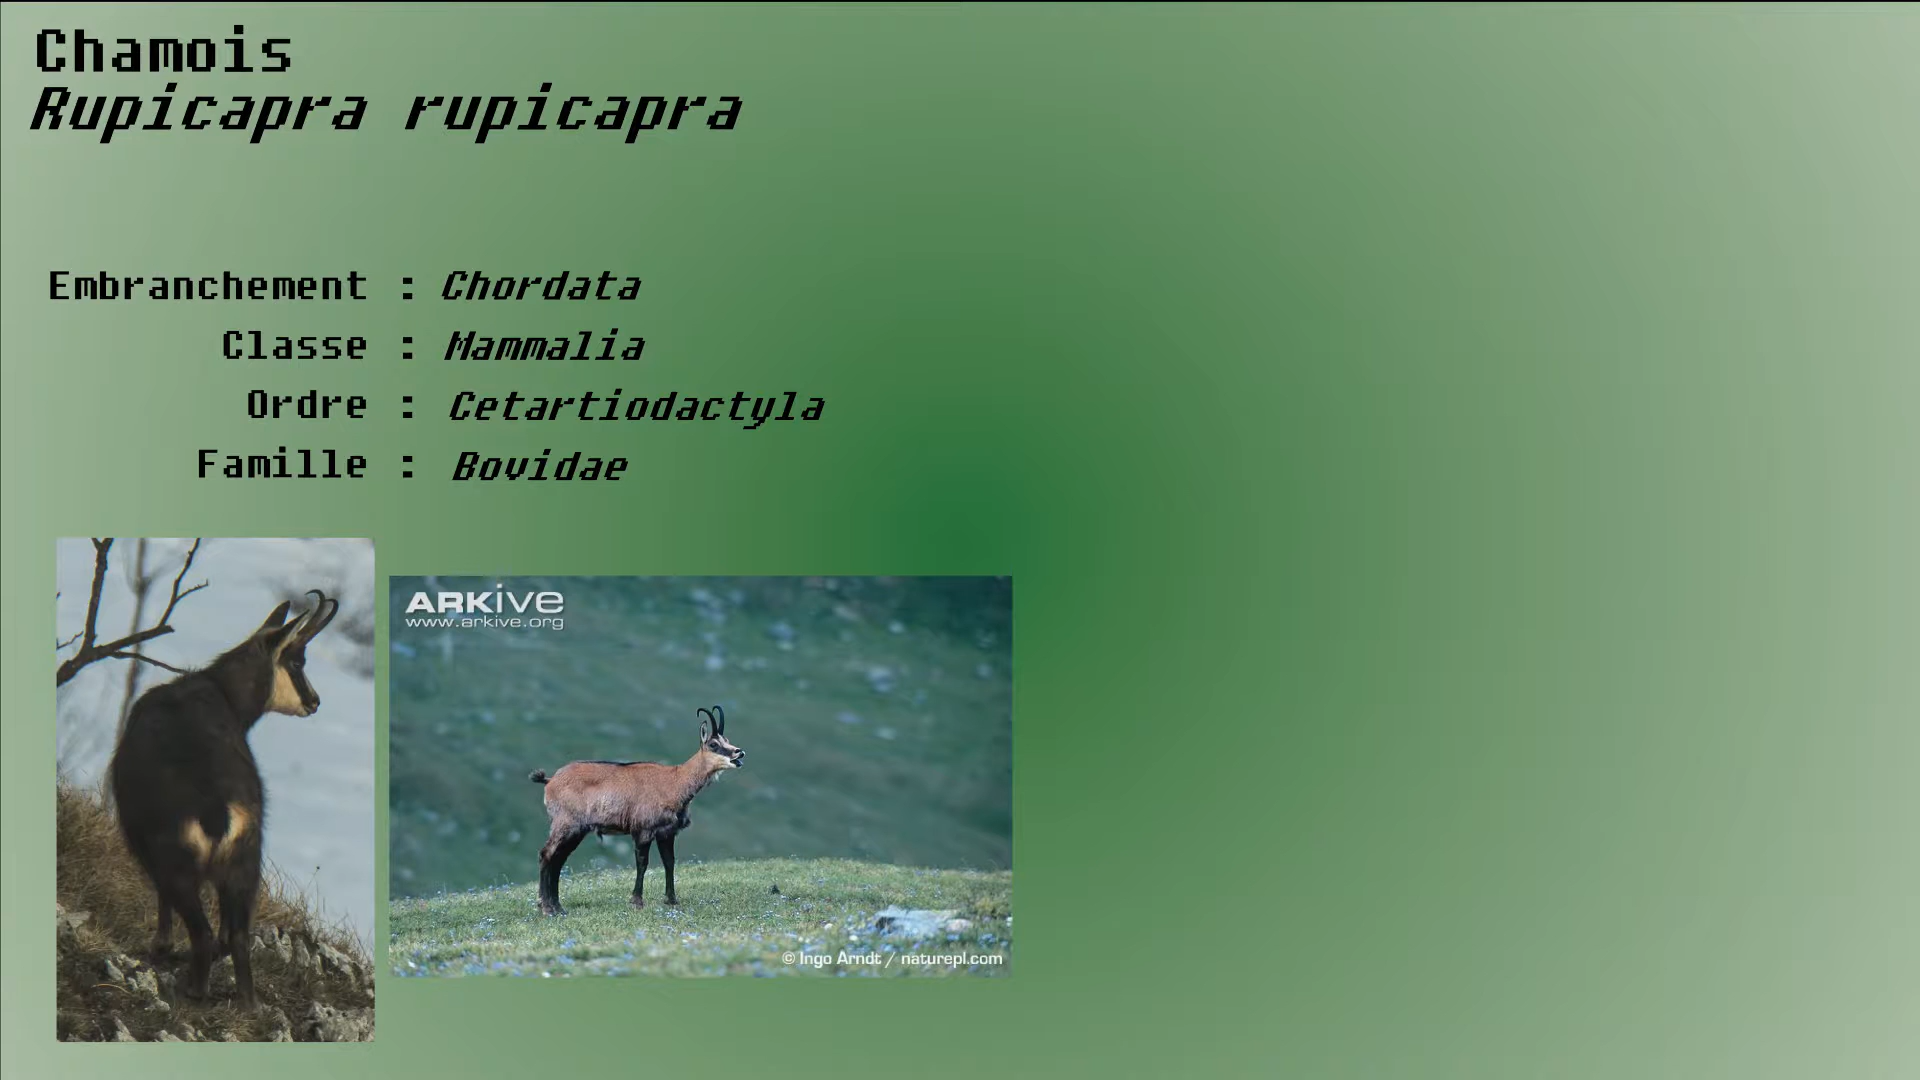 Chamois
Rupicapra rupicapra
Embranchement : Chordata
Classe : Mammalia
Ordre : Cetartiodactyla
Famille : Bovidae
ARKive
www.arkive.org
© Ingo Arndt / naturepl.com